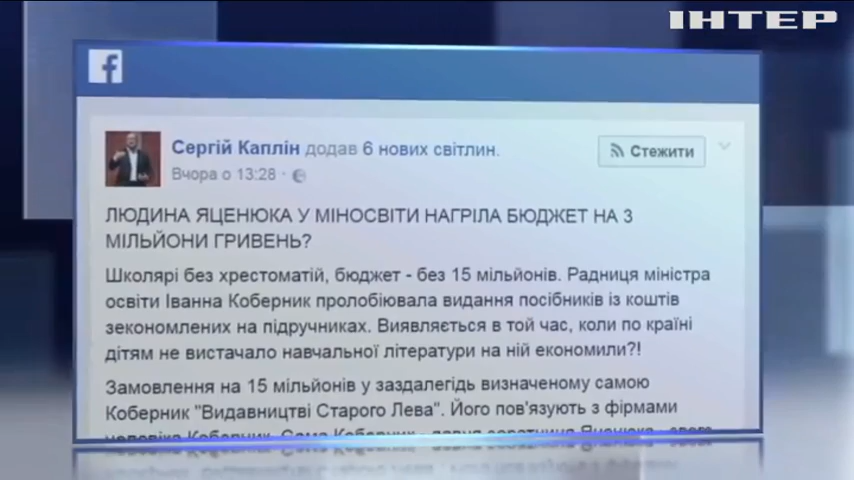 ІНТЕР
f
Сергій Каплін додав 6 нових світлин.
Стежити
Вчора о 13:28 ·
ЛЮДИНА ЯЦЕНЮКА У МІНОСВІТИ НАГРІЛА БЮДЖЕТ НА 3
МІЛЬЙОНИ ГРИВЕНЬ?
Школярі без хрестоматій, бюджет - без 15 мільйонів. Радниця міністра
освіти Іванна Коберник пролобіювала видання посібників із коштів
зекономлених на підручниках. Виявляється в той час, коли по країні
дітям не вистачало навчальної літератури на ній економили?!
Замовлення на 15 мільйонів у заздалегідь визначеному самою
Коберник "Видавництві Старого Лева". Його пов'язують з фірмами